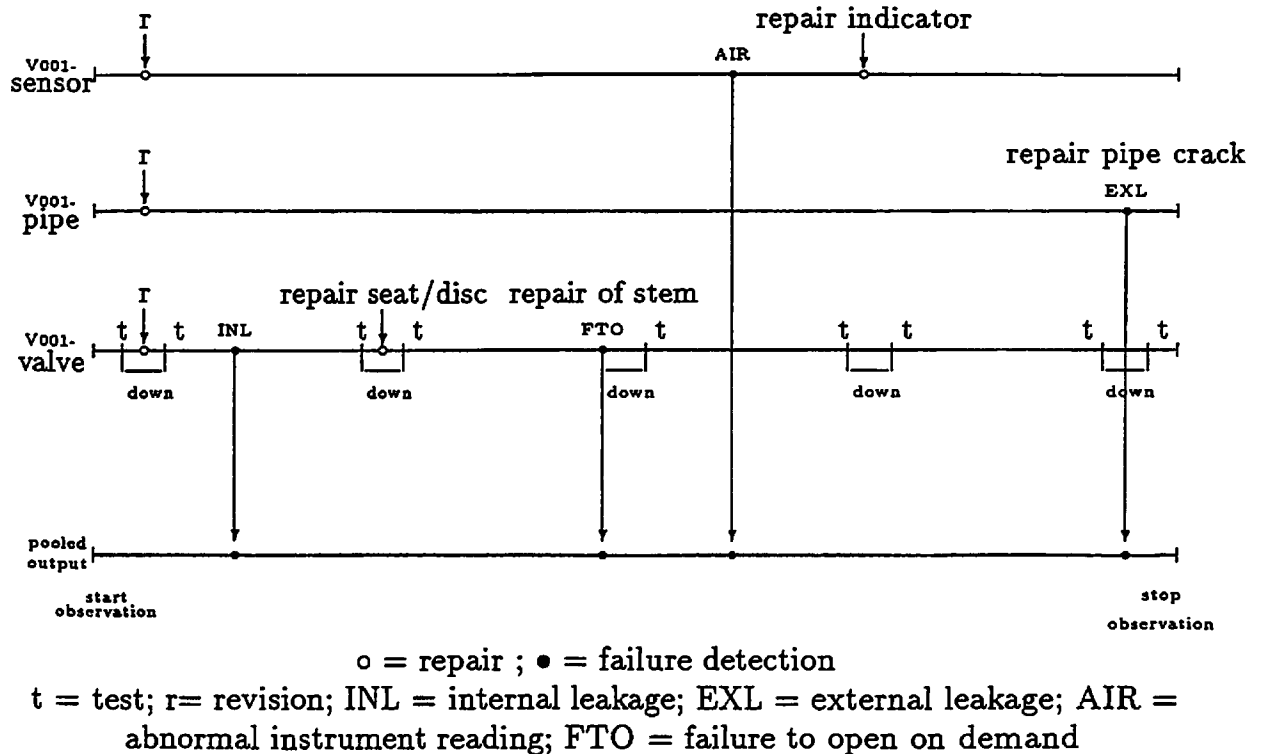 r
repair indicator
AIR
V001-
sensor
r
repair pipe crack
V001-
pipe
EXL
r
repair seat/disc repair of stem
t t INL t t FTO t t t t t
V001-
valve
down down down down down
pooled
output
start
observation
stop
observation
o = repair ; • = failure detection
t = test; r= revision; INL = internal leakage; EXL = external leakage; AIR =
abnormal instrument reading; FTO = failure to open on demand